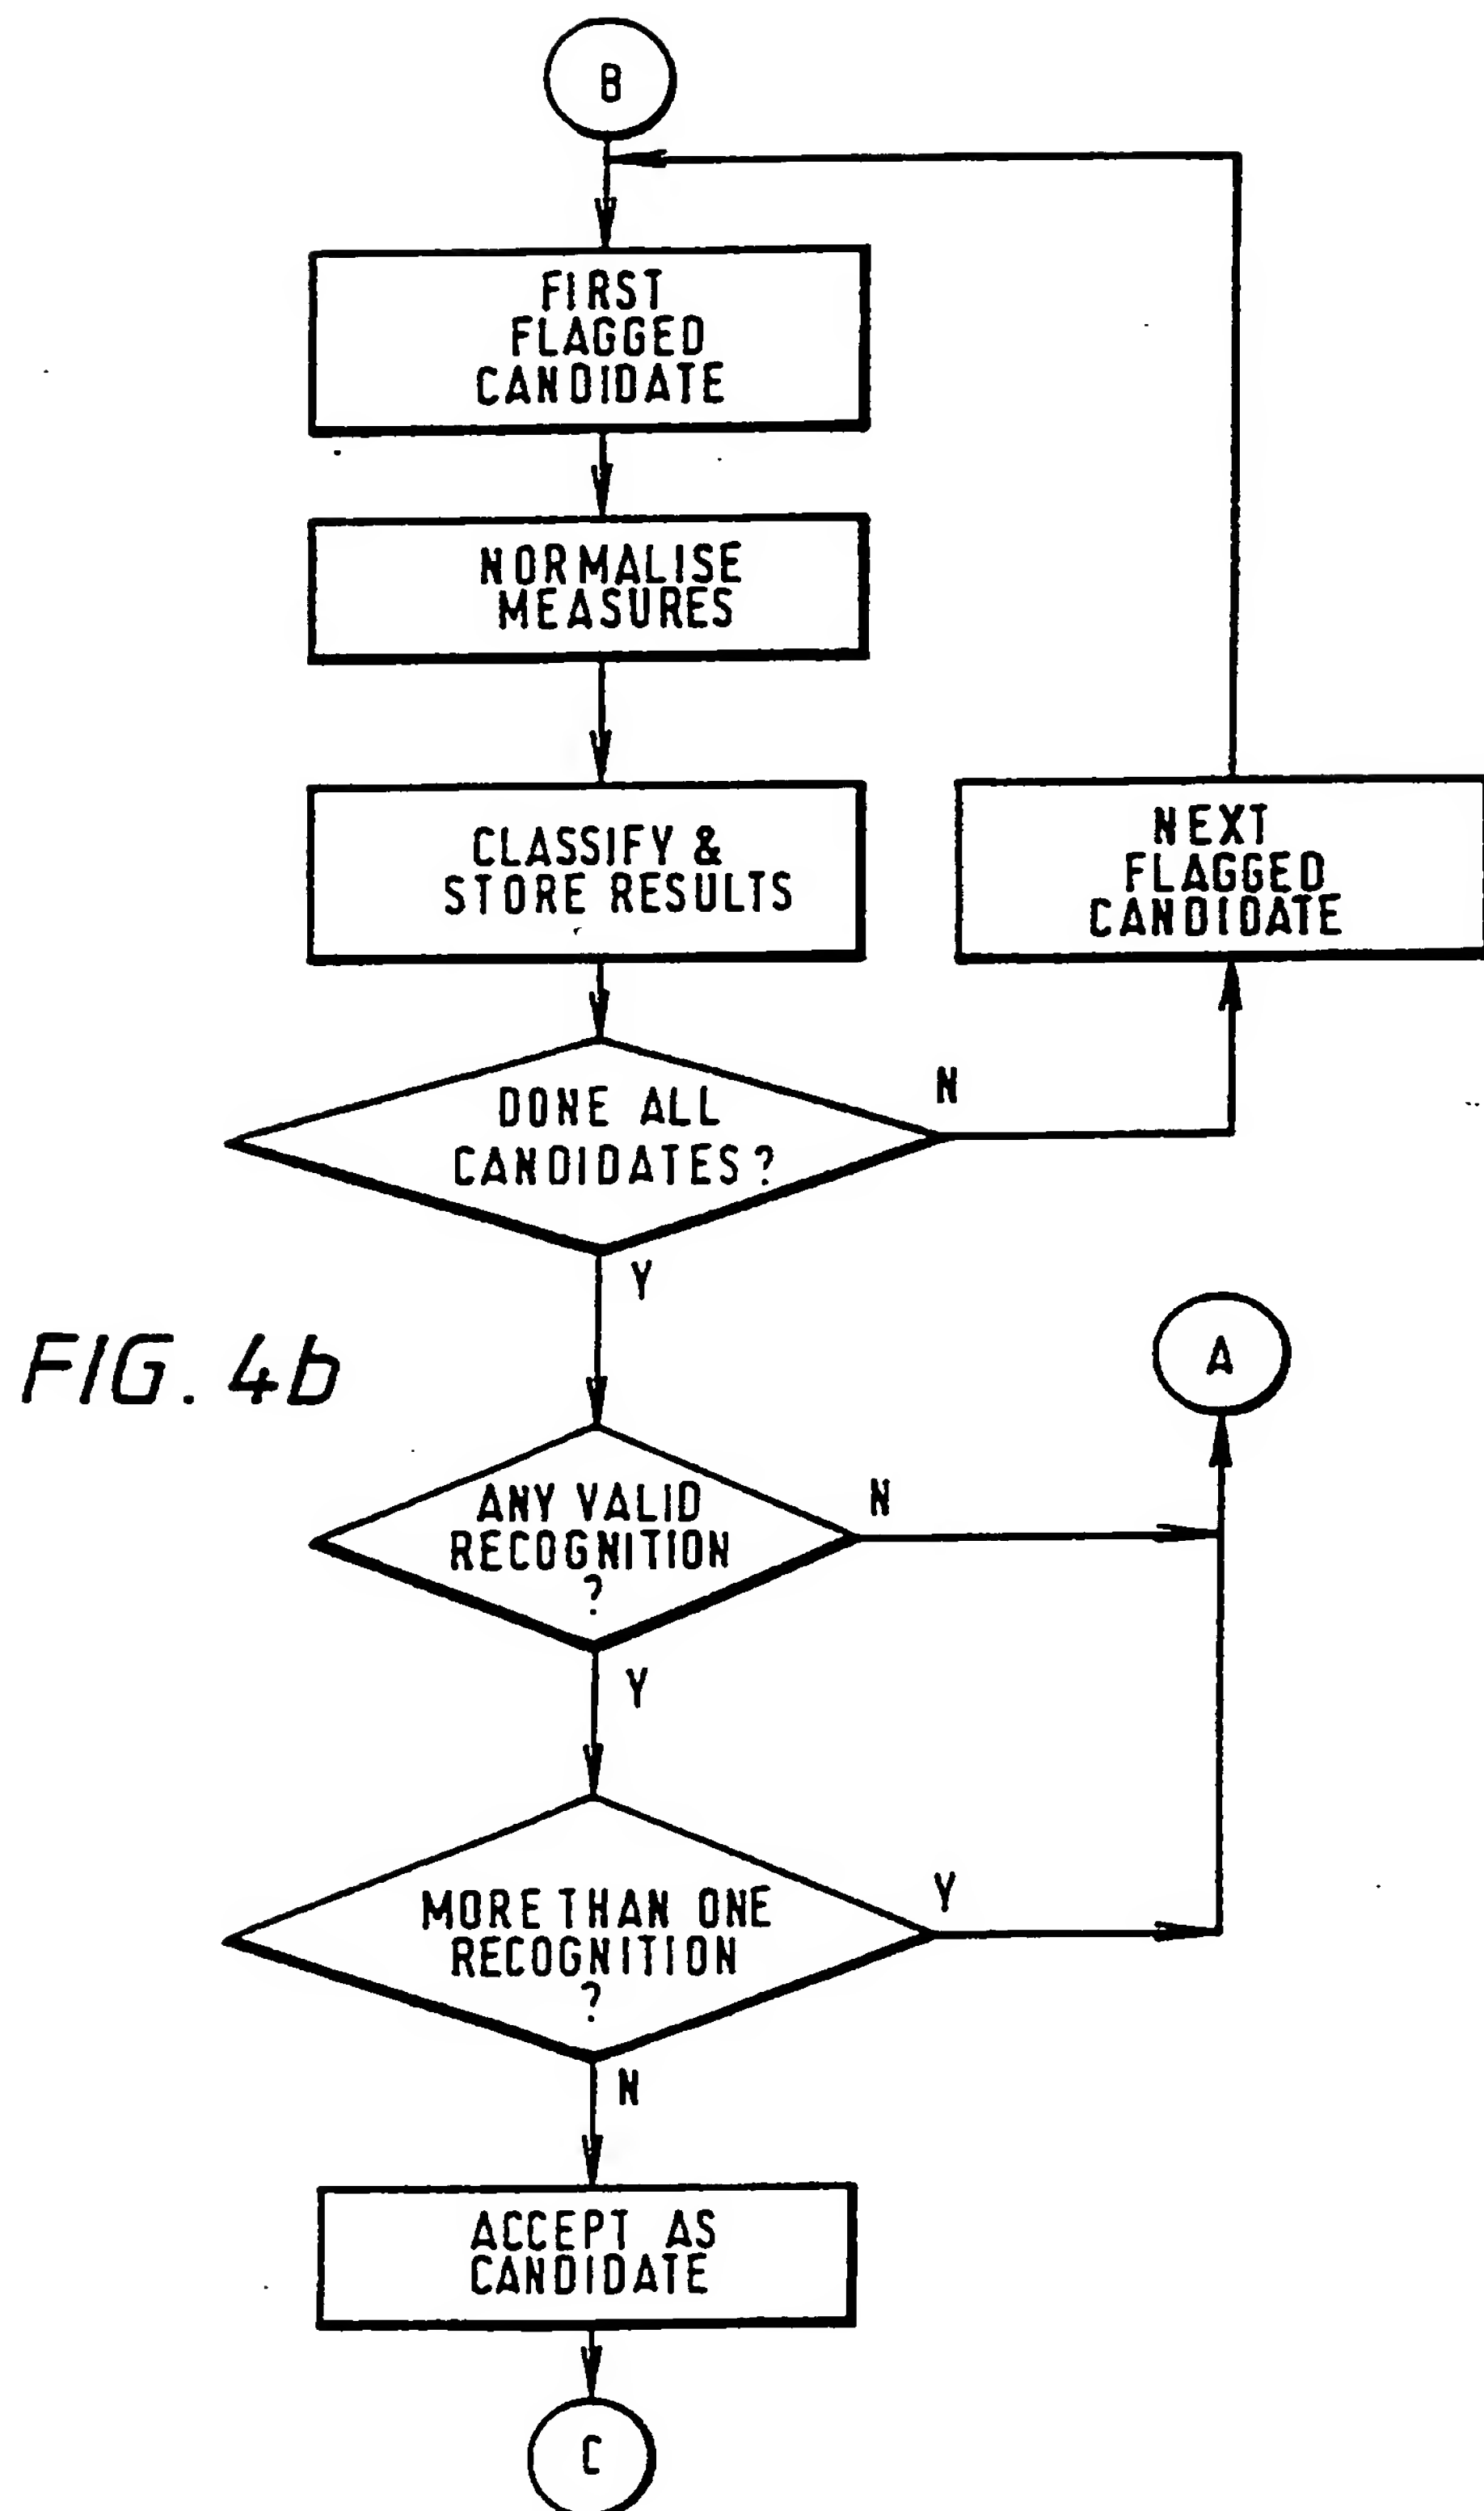 B
FIRST
FLAGGED
CANDIDATE
NORMALISE
MEASURES
CLASSIFY &
STORE RESULTS
NEXT
FLAGGED
CANDIDATE
DONE ALL
CANDIDATES?
N
Y
FIG. 4b
A
ANY VALID
RECOGNITION
?
N
Y
MORE THAN ONE
RECOGNITION
?
Y
N
ACCEPT AS
CANDIDATE
C